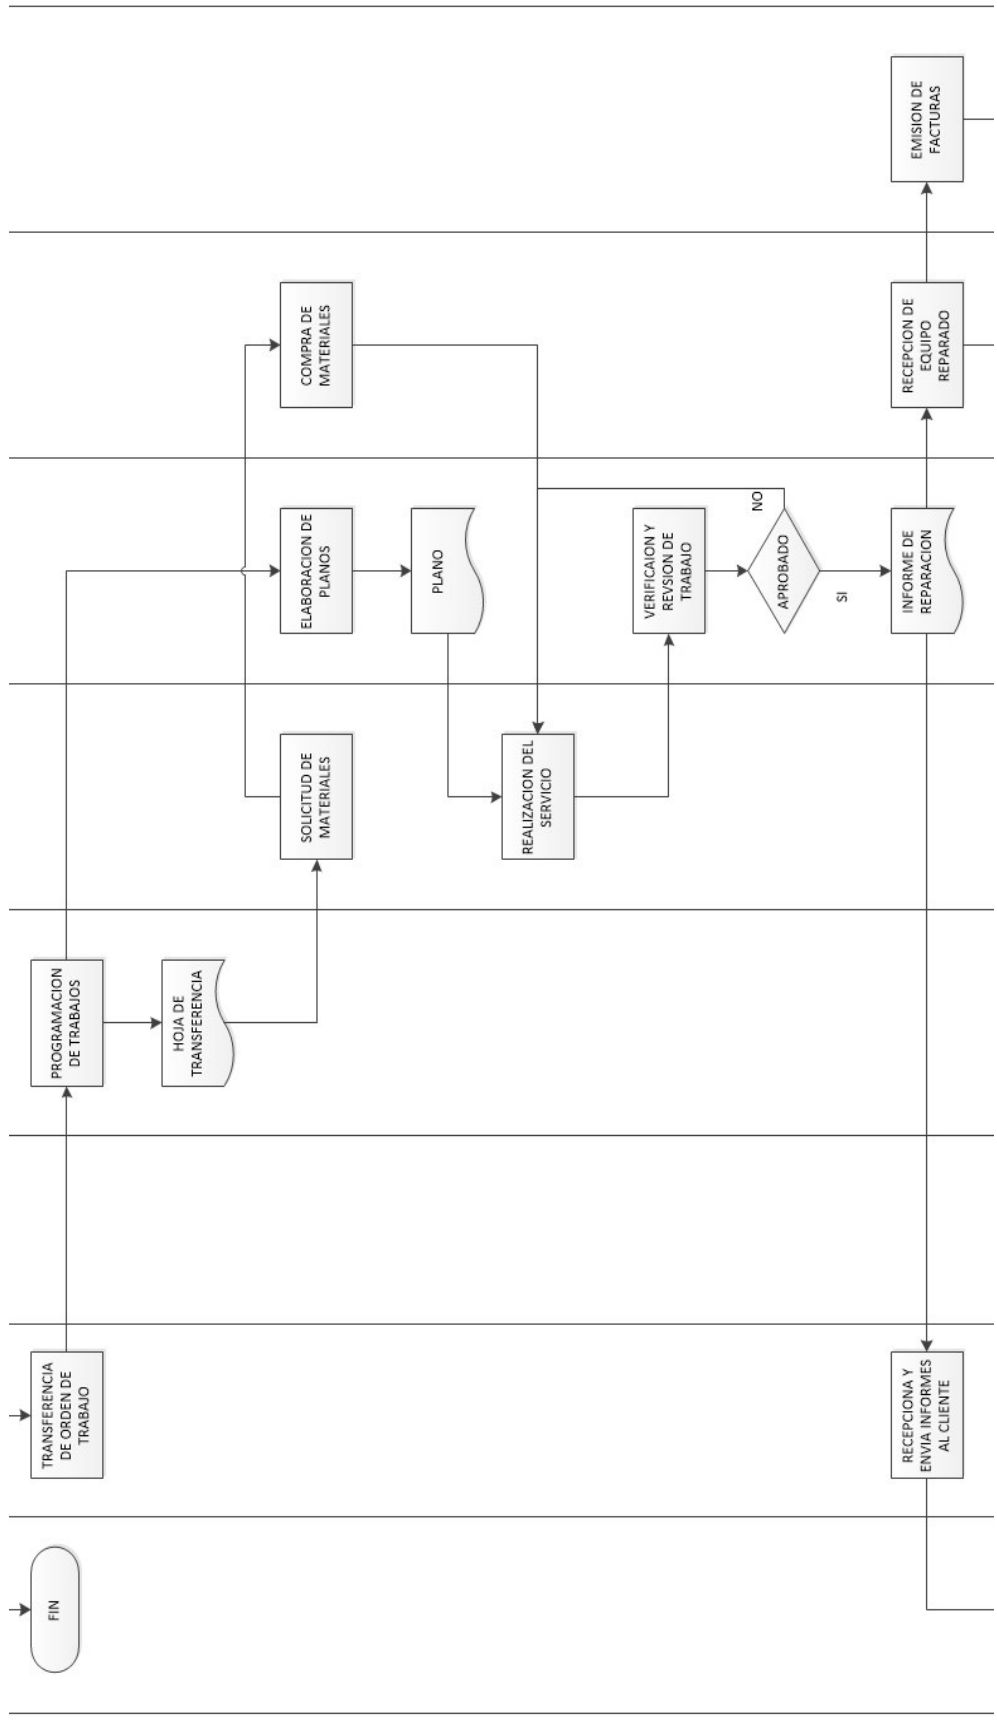 FIN
TRANSFERENCIA
DE ORDEN DE
TRABAJO
PROGRAMACION
DE TRABAJOS
HOJA DE
TRANSFERENCIA
SOLICITUD DE
MATERIALES
ELABORACION DE
PLANOS
COMPRA DE
MATERIALES
PLANO
REALIZACION DEL
SERVICIO
VERIFICAION Y
REVSION DE
TRABAJO
APROBADO
NO
SI
INFORME DE
REPARACION
RECEPCIONA Y
ENVIA INFORMES
AL CLIENTE
RECEPCION DE
EQUIPO
REPARADO
EMISION DE
FACTURAS